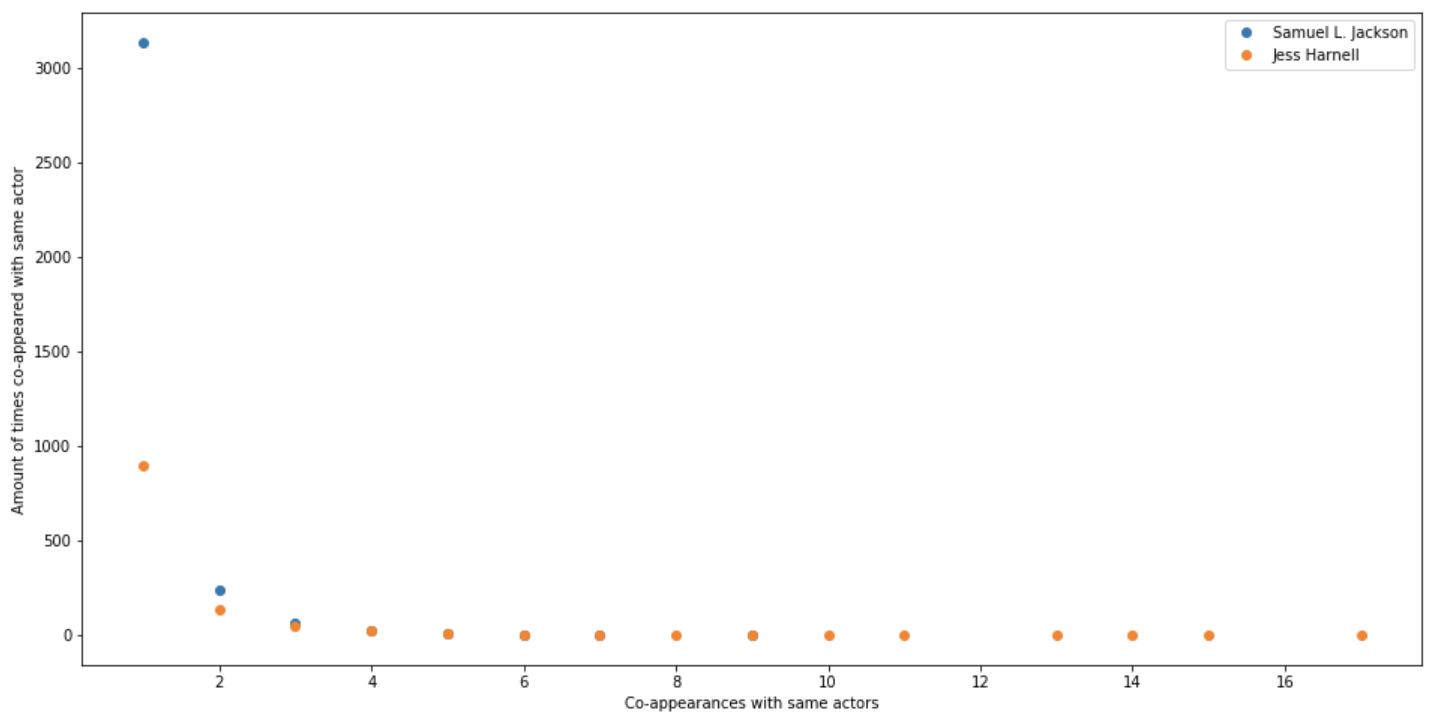 Samuel L. Jackson
Jess Harnell
Amount of times co-appeared with same actor
3000
2500
2000
1500
1000
500
0
2 4 6 8 10 12 14 16
Co-appearances with same actors